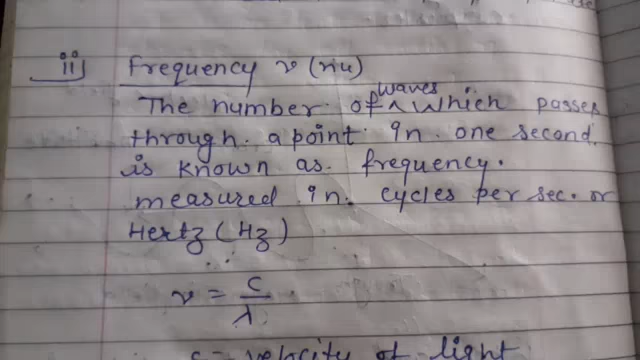 ii) Frequency ν (niu)
The number of waves which passes
through a point in one second
is known as frequency.
measured in cycles per sec. or
Hertz (Hz)
ν = c/λ
c = velocity of light